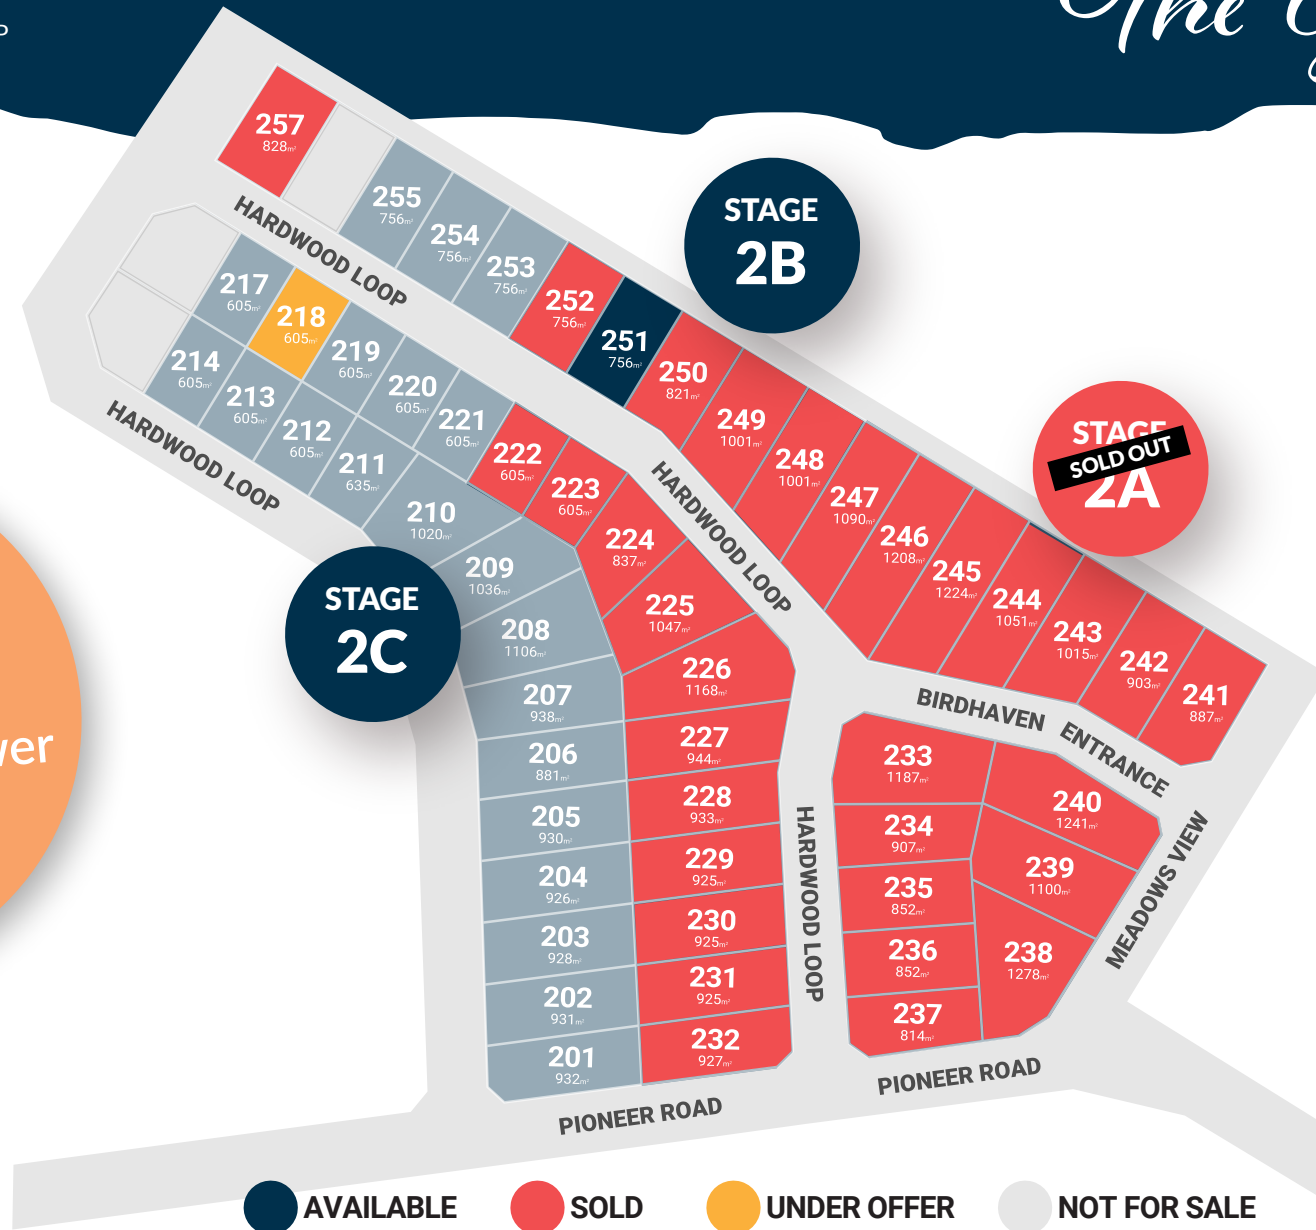 The
257
828m²
255
756m²
254
756m²
253
756m²
252
756m²
251
756m²
250
821m²
249
1001m²
248
1001m²
247
1090m²
246
1208m²
245
1224m²
244
1051m²
243
1015m²
242
903m²
241
887m²
STAGE
2B
STAGE
SOLD OUT
2A
HARDWOOD LOOP
217
605m²
218
605m²
219
605m²
220
605m²
221
605m²
222
605m²
223
605m²
224
837m²
225
1047m²
226
1168m²
227
944m²
228
933m²
229
925m²
230
925m²
231
925m²
232
927m²
214
605m²
213
605m²
212
605m²
211
635m²
210
1020m²
209
1036m²
208
1106m²
207
938m²
206
881m²
205
930m²
204
926m²
203
928m²
202
931m²
201
932m²
HARDWOOD LOOP
STAGE
2C
HARDWOOD LOOP
BIRDHAVEN ENTRANCE
233
1187m²
234
907m²
235
852m²
236
852m²
237
814m²
240
1241m²
239
1100m²
238
1278m²
HARDWOOD LOOP
MEADOWS VIEW
PIONEER ROAD
PIONEER ROAD
AVAILABLE
SOLD
UNDER OFFER
NOT FOR SALE